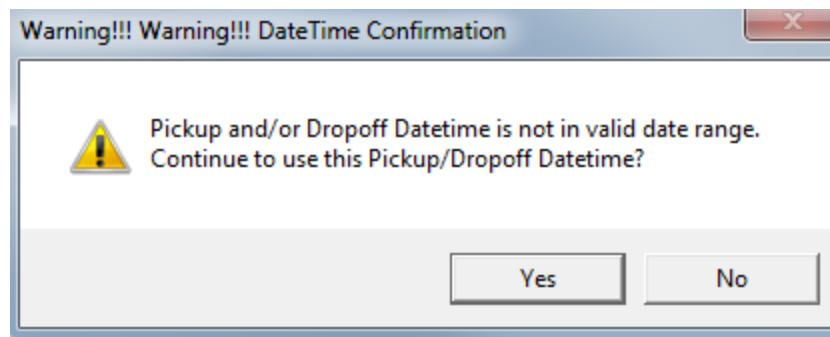 Warning!!! Warning!!! DateTime Confirmation
Pickup and/or Dropoff Datetime is not in valid date range.
Continue to use this Pickup/Dropoff Datetime?
Yes
No